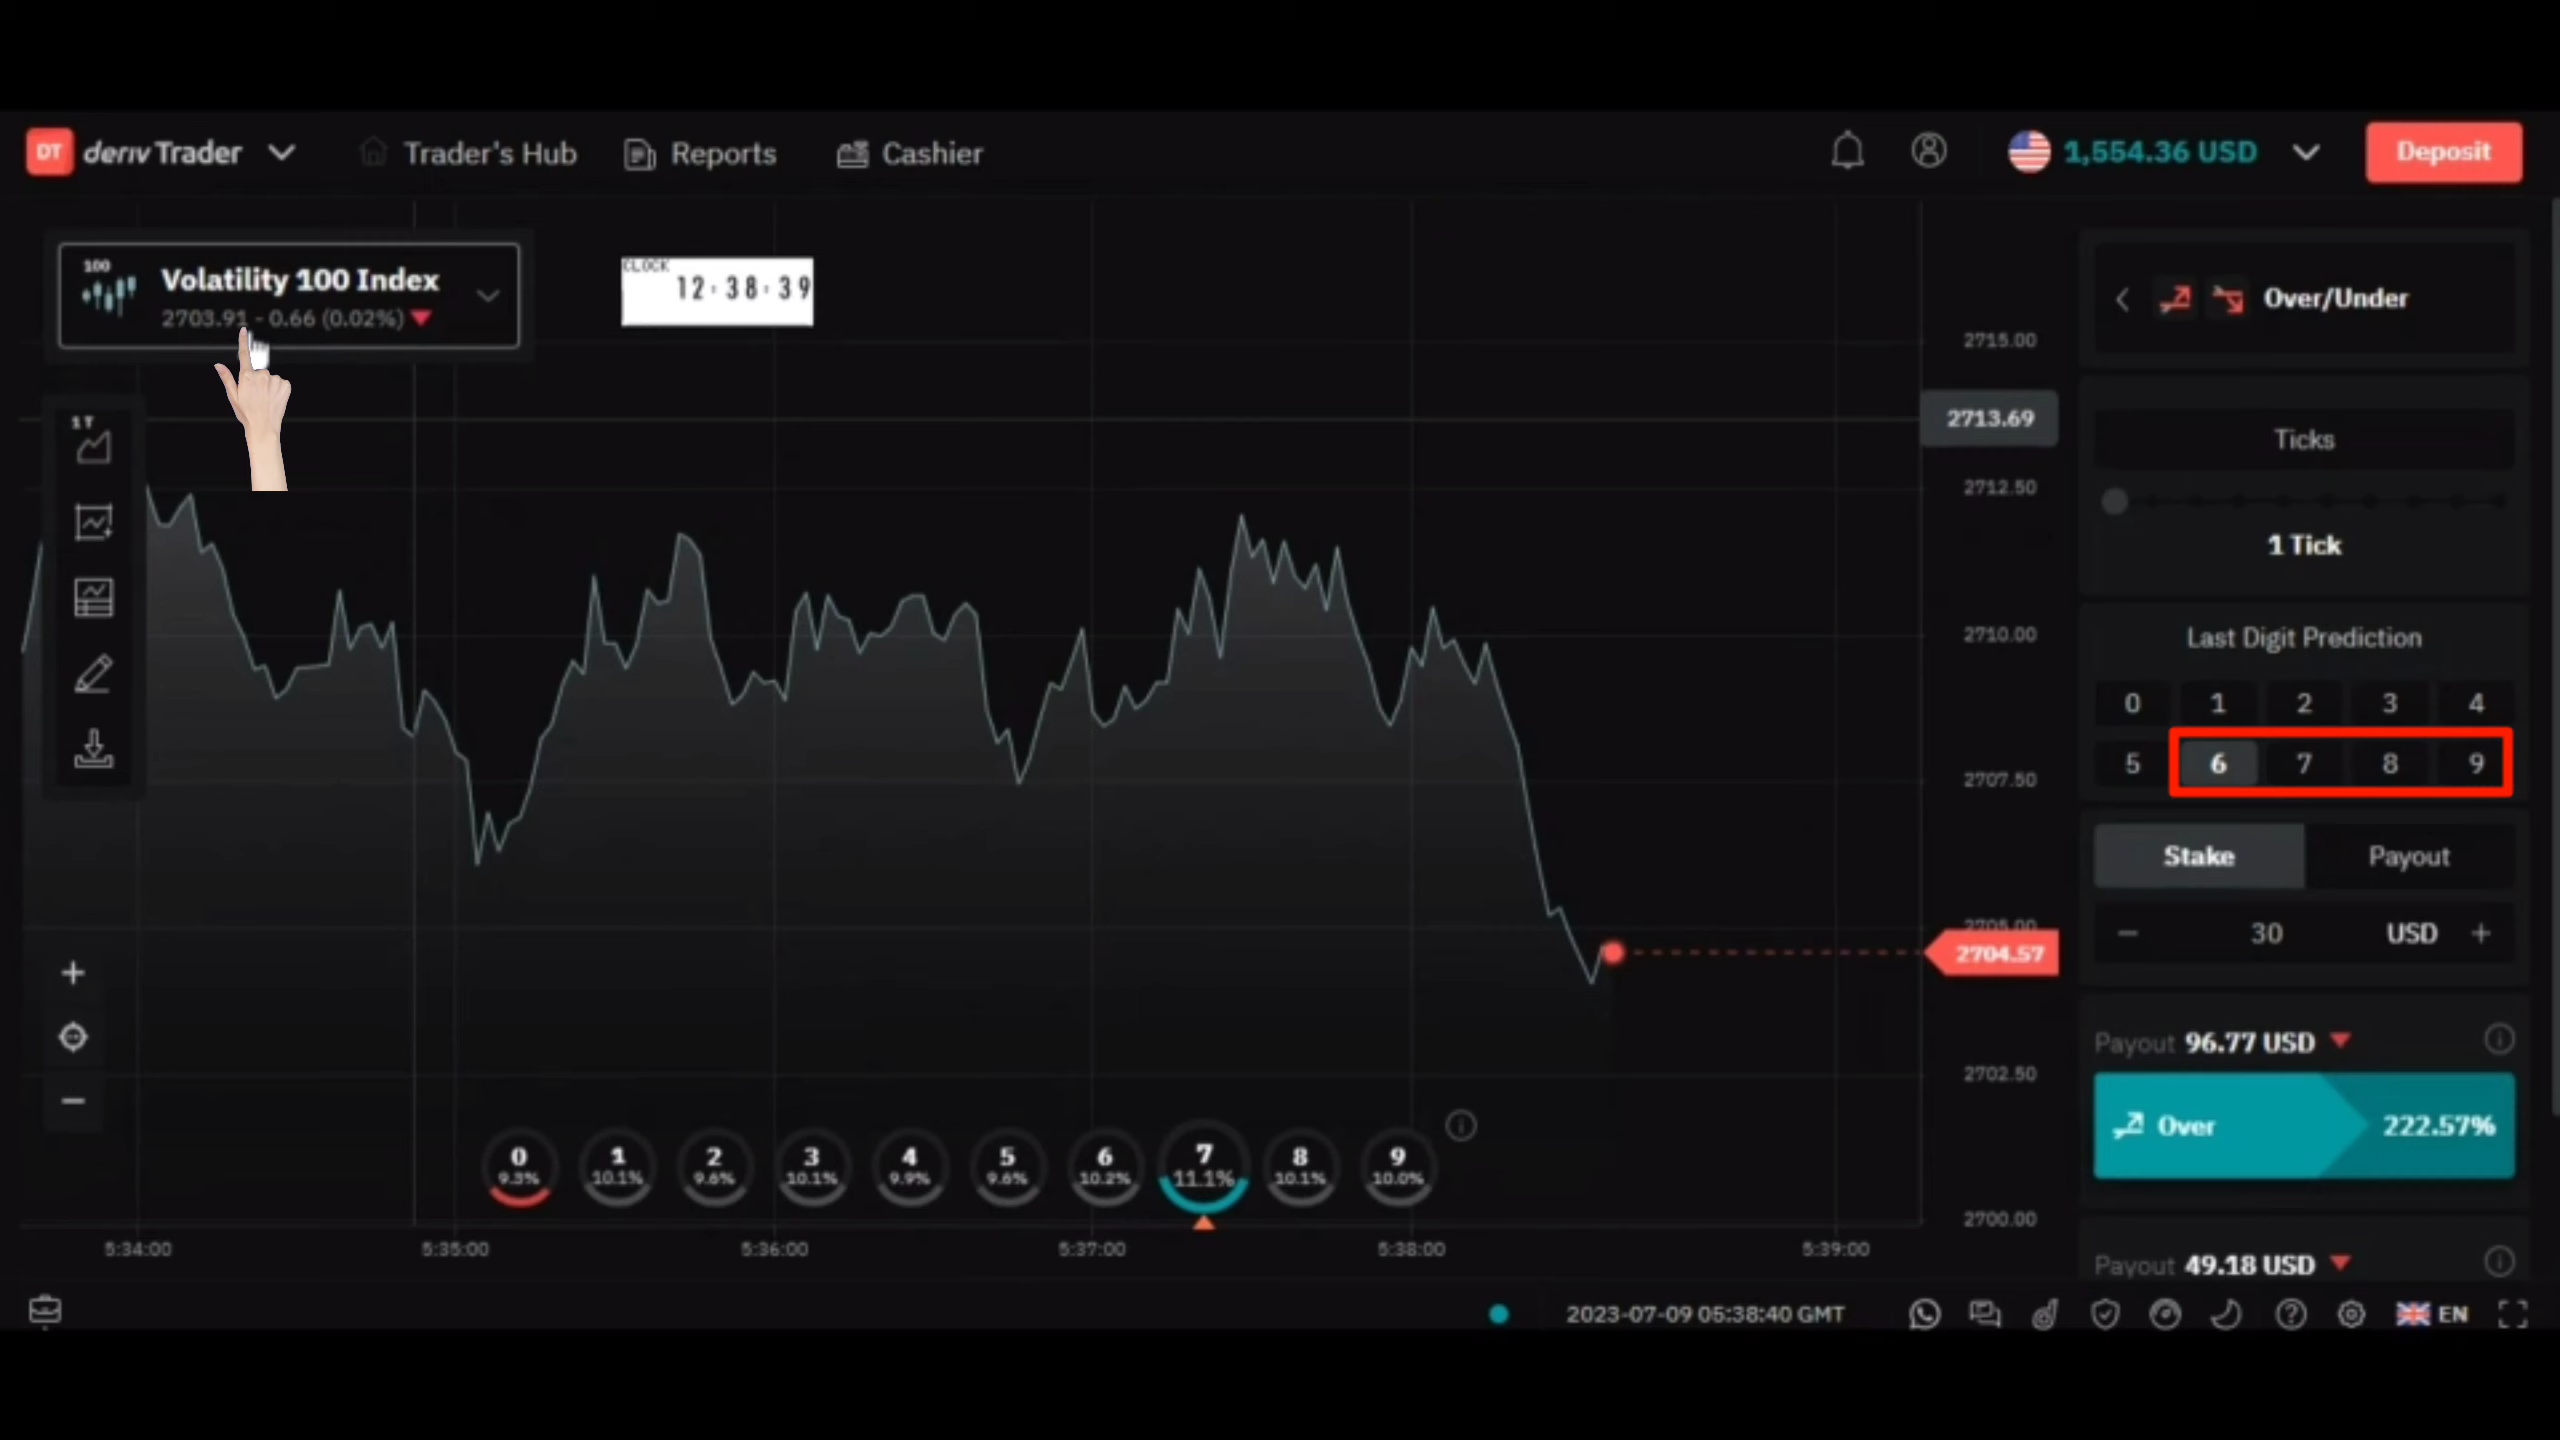 DT deriv Trader
Trader's Hub
Reports
Cashier
1,554.36 USD
Deposit
100
Volatility 100 Index
2703.91 - 0.66 (0.02%)
CLOCK
12:38:39
Over/Under
2715.00
2713.69
2712.50
2710.00
2707.50
2705.00
2704.57
2702.50
2700.00
1T
Ticks
1 Tick
Last Digit Prediction
0 1 2 3 4
5 6 7 8 9
Stake
Payout
− 30 USD +
Payout 96.77 USD
Over 222.57%
Payout 49.18 USD
+
−
0 1 2 3 4 5 6 7 8 9
9.3% 10.1% 9.6% 10.1% 9.9% 9.6% 10.2% 11.1% 10.1% 10.0%
5:34:00 5:35:00 5:36:00 5:37:00 5:38:00 5:39:00
2023-07-09 05:38:40 GMT
EN